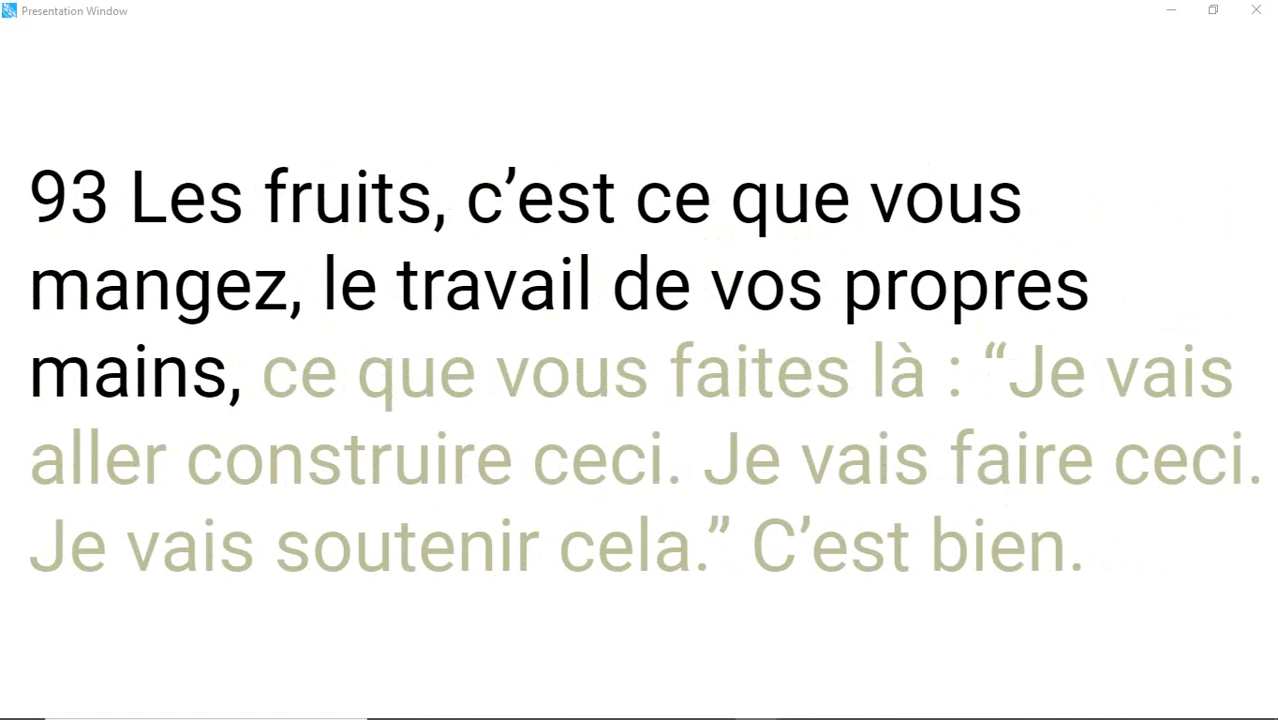 Presentation Window
93 Les fruits, c’est ce que vous
mangez, le travail de vos propres
mains, ce que vous faites là : “Je vais
aller construire ceci. Je vais faire ceci.
Je vais soutenir cela.” C’est bien.